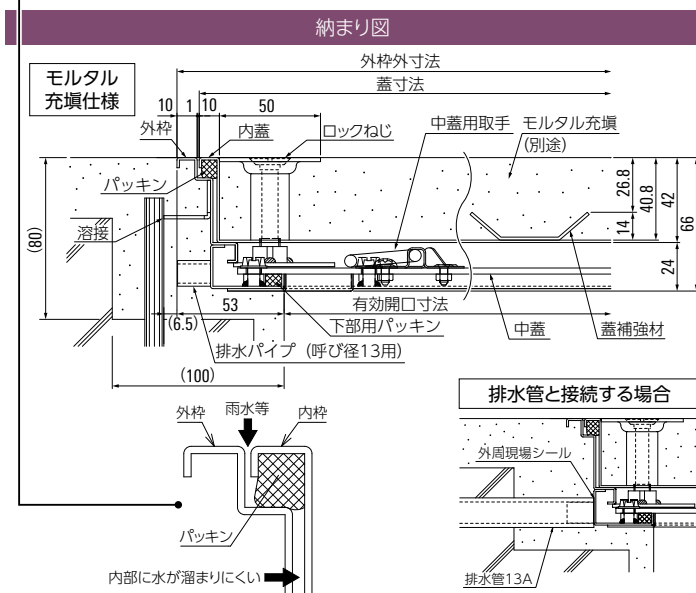 納まり図
モルタル
充塡仕様
外枠外寸法
蓋寸法
10 1 10 50
外枠 内蓋 ロックねじ 中蓋用取手 モルタル充塡
(別途)
パッキン
溶接
26.8
14
40.8
42
24
66
(80)
53
(6.5)
有効開口寸法
下部用パッキン
中蓋
蓋補強材
排水パイプ (呼び径13用)
(100)
外枠 雨水等 内枠
パッキン
内部に水が溜まりにくい
排水管と接続する場合
外周現場シール
排水管13A